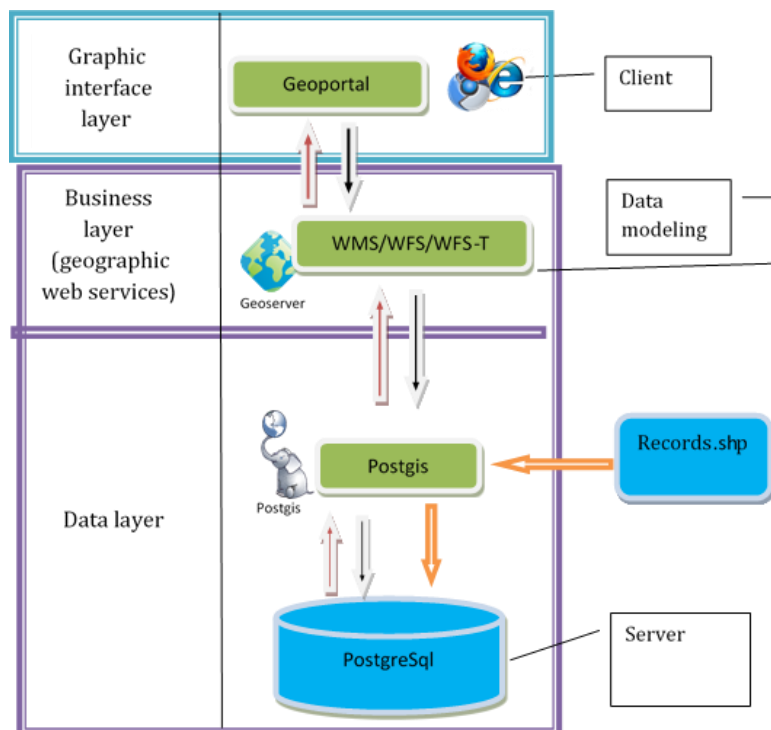 Graphic
interface
layer
Geoportal
Client
Business
layer
(geographic
web services)
WMS/WFS/WFS-T
Geoserver
Data
modeling
Data layer
Postgis
Postgis
Records.shp
PostgreSql
Server